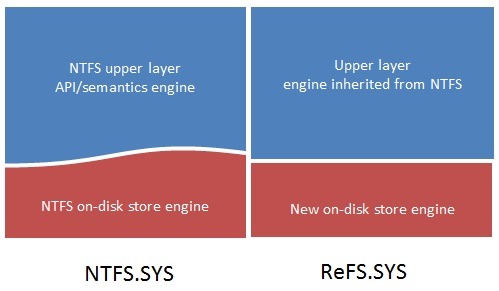 NTFS upper layer
API/semantics engine
NTFS on-disk store engine
NTFS.SYS
Upper layer
engine inherited from NTFS
New on-disk store engine
ReFS.SYS